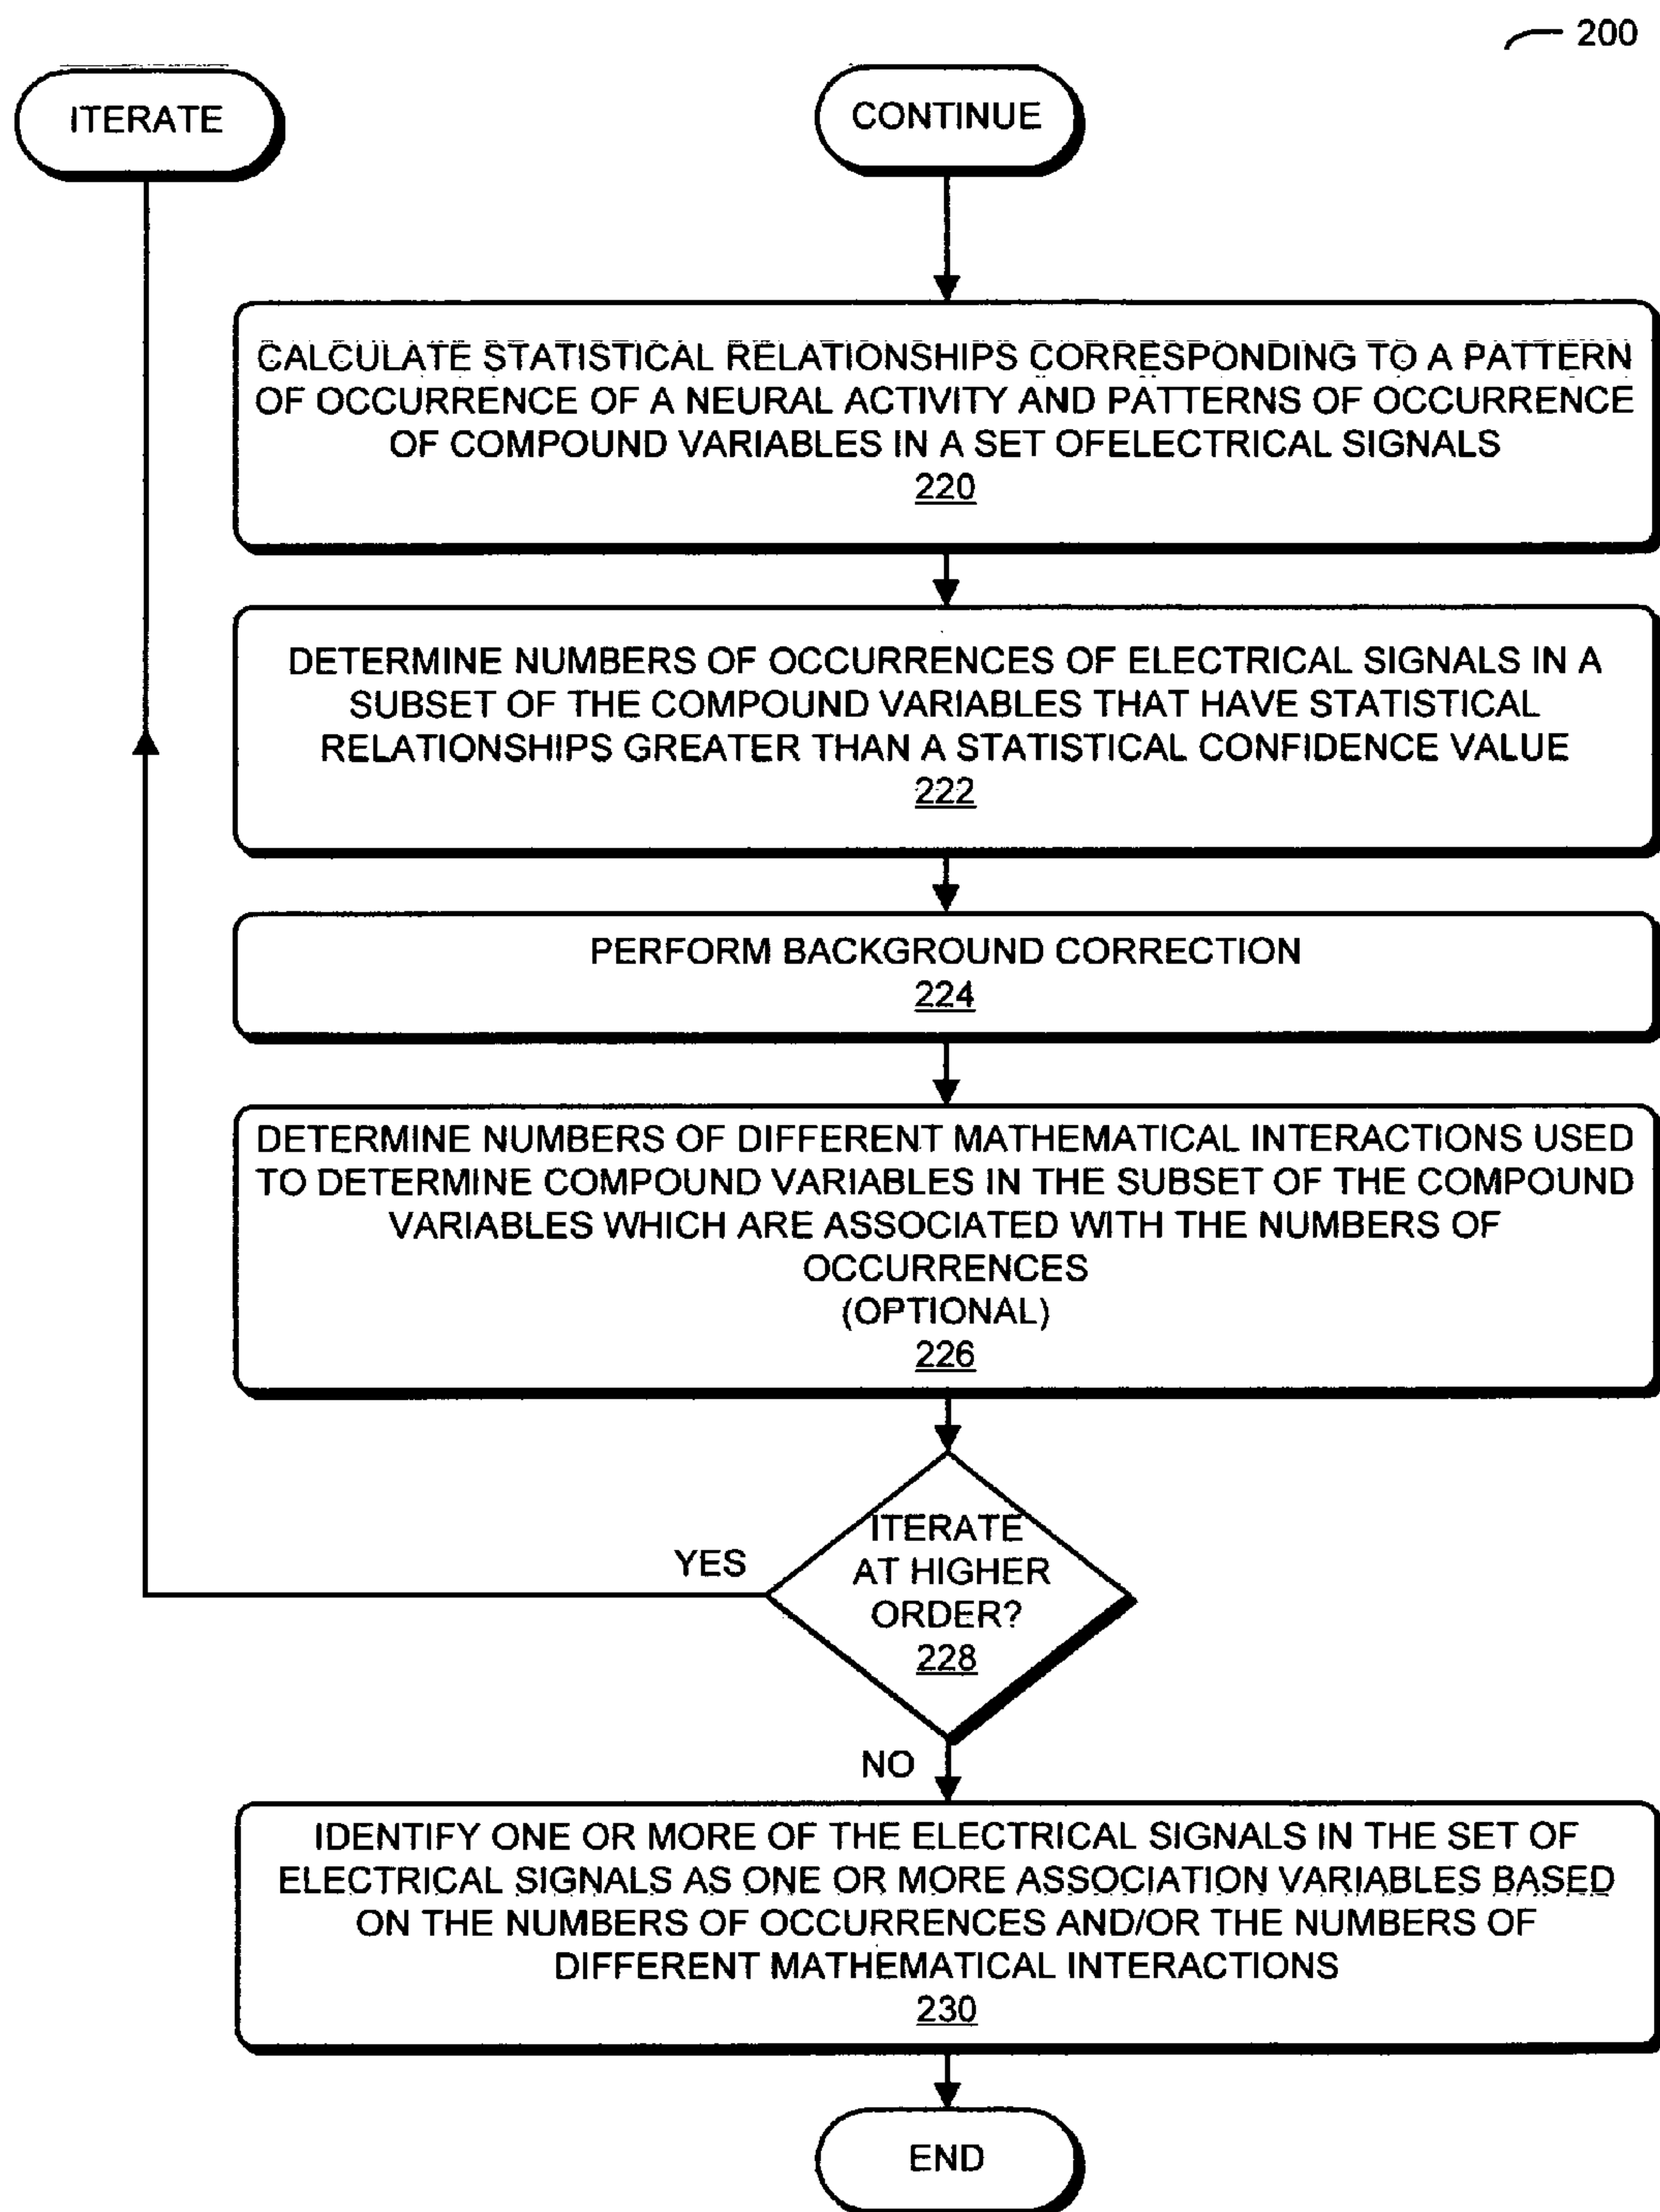 200
ITERATE
CONTINUE
CALCULATE STATISTICAL RELATIONSHIPS CORRESPONDING TO A PATTERN
OF OCCURRENCE OF A NEURAL ACTIVITY AND PATTERNS OF OCCURRENCE
OF COMPOUND VARIABLES IN A SET OFELECTRICAL SIGNALS
220
DETERMINE NUMBERS OF OCCURRENCES OF ELECTRICAL SIGNALS IN A
SUBSET OF THE COMPOUND VARIABLES THAT HAVE STATISTICAL
RELATIONSHIPS GREATER THAN A STATISTICAL CONFIDENCE VALUE
222
PERFORM BACKGROUND CORRECTION
224
DETERMINE NUMBERS OF DIFFERENT MATHEMATICAL INTERACTIONS USED
TO DETERMINE COMPOUND VARIABLES IN THE SUBSET OF THE COMPOUND
VARIABLES WHICH ARE ASSOCIATED WITH THE NUMBERS OF
OCCURRENCES
(OPTIONAL)
226
ITERATE
AT HIGHER
ORDER?
228
YES
NO
IDENTIFY ONE OR MORE OF THE ELECTRICAL SIGNALS IN THE SET OF
ELECTRICAL SIGNALS AS ONE OR MORE ASSOCIATION VARIABLES BASED
ON THE NUMBERS OF OCCURRENCES AND/OR THE NUMBERS OF
DIFFERENT MATHEMATICAL INTERACTIONS
230
END